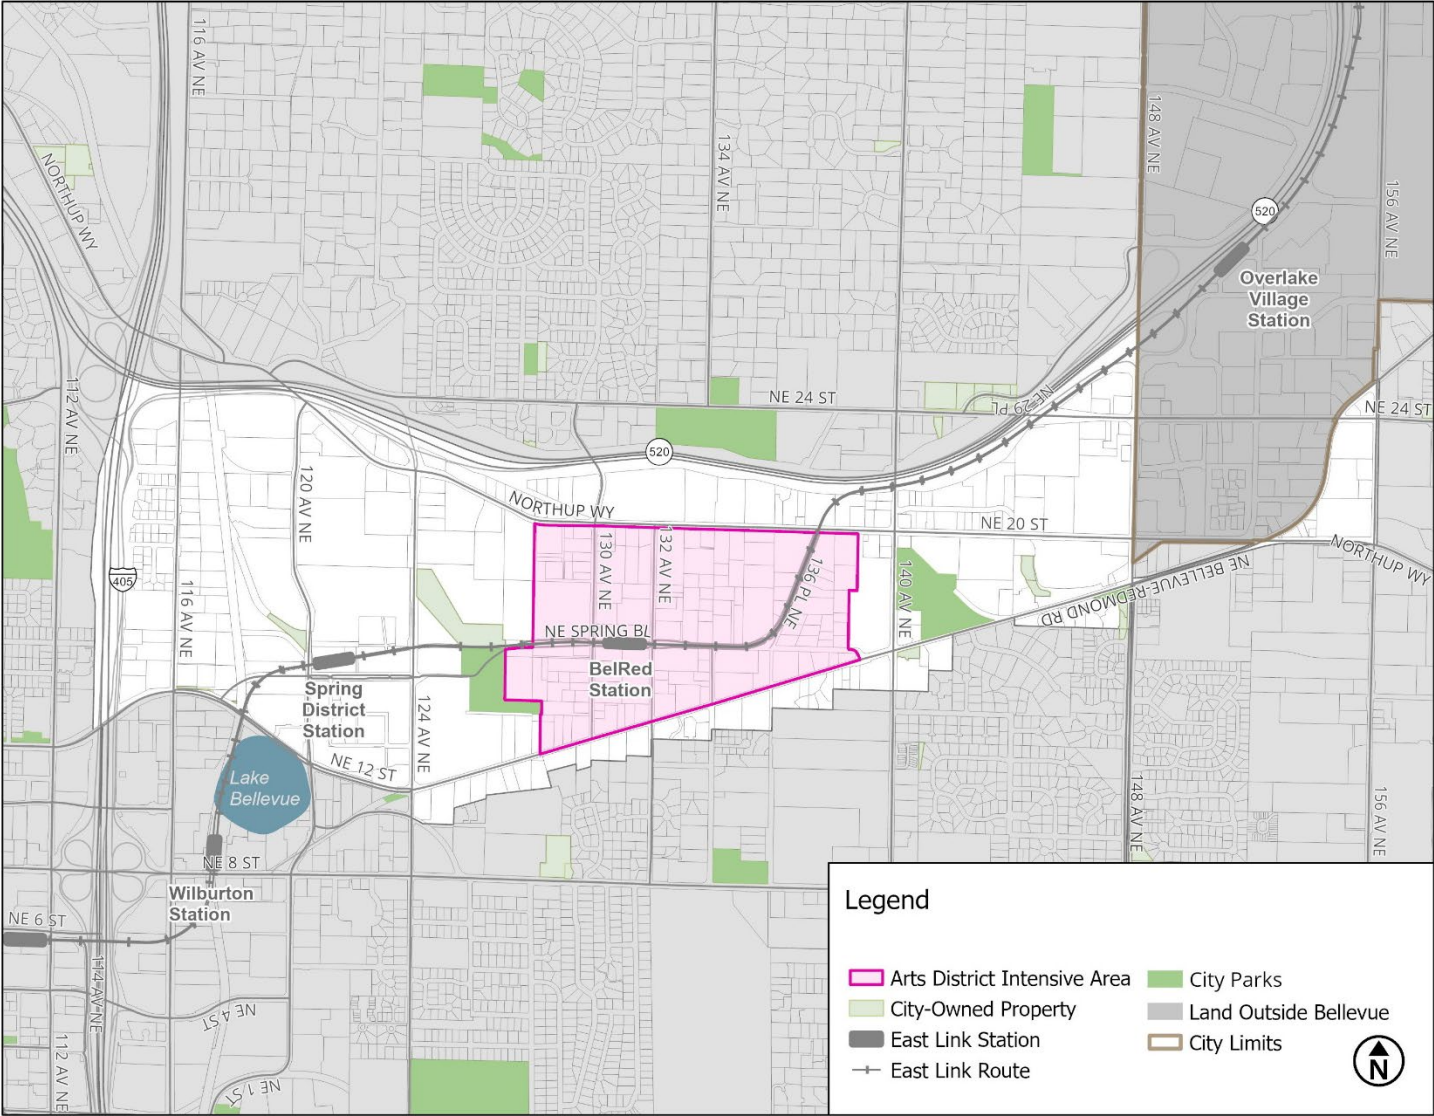 116 AV NE
148 AV NE
134 AV NE
NORTHUP WY
156 AV NE
520
Overlake
Village
Station
112 AV NE
NE 24 ST
NE 29 PL
NE 24 ST
520
120 AV NE
NORTHUP WY
NE 20 ST
130 AV NE
132 AV NE
136 PL NE
140 AV NE
NORTHUP WY
NE BELLEVUE-REDMOND RD
405
116 AV NE
NE SPRING BL
BelRed
Station
Spring
District
Station
124 AV NE
NE 12 ST
Lake
Bellevue
148 AV NE
156 AV NE
NE 8 ST
Wilburton
Station
NE 6 ST
114 AV NE
NE 4 ST
112 AV NE
NE 1 ST
Legend
Arts District Intensive Area
City-Owned Property
East Link Station
East Link Route
City Parks
Land Outside Bellevue
City Limits
N